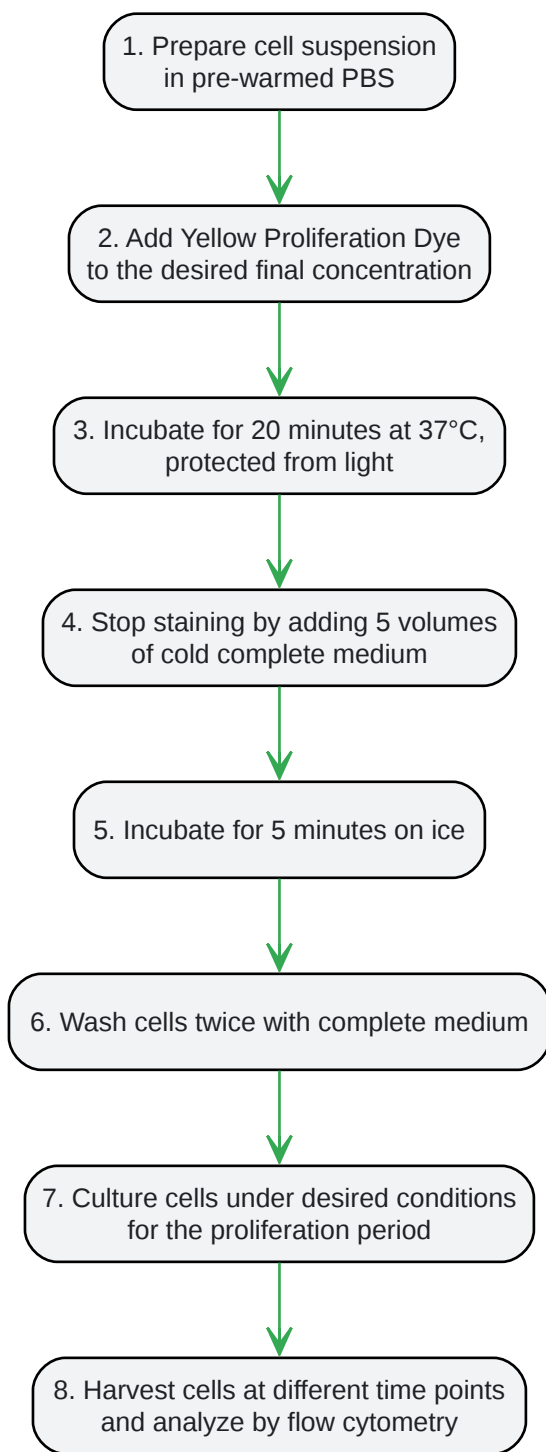 1. Prepare cell suspension
in pre-warmed PBS
2. Add Yellow Proliferation Dye
to the desired final concentration
3. Incubate for 20 minutes at 37°C,
protected from light
4. Stop staining by adding 5 volumes
of cold complete medium
5. Incubate for 5 minutes on ice
6. Wash cells twice with complete medium
7. Culture cells under desired conditions
for the proliferation period
8. Harvest cells at different time points
and analyze by flow cytometry